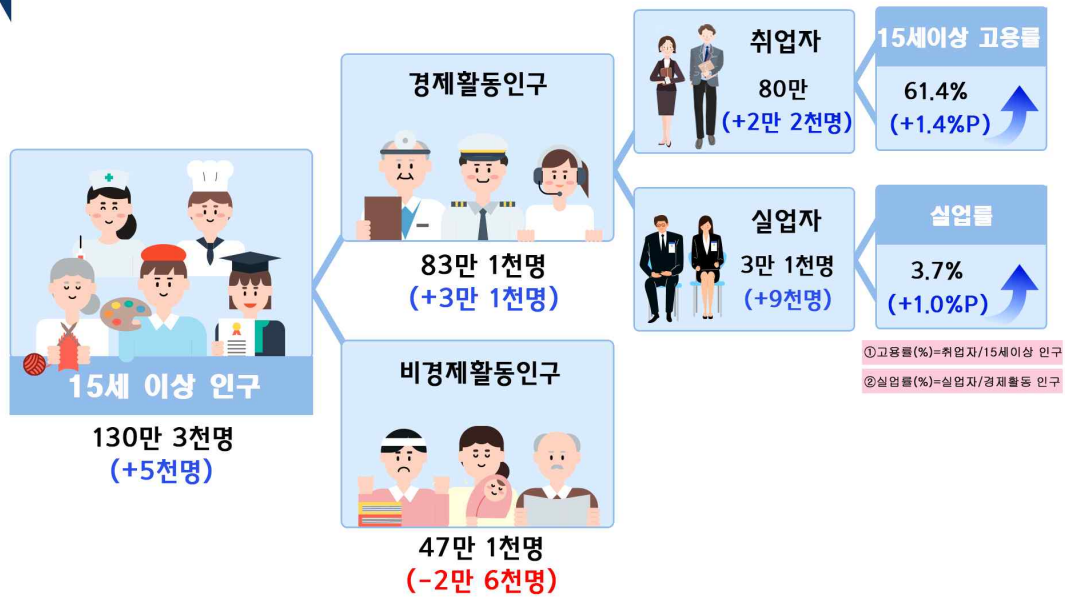 15세 이상 인구
130만 3천명
(+5천명)
경제활동인구
83만 1천명
(+3만 1천명)
비경제활동인구
47만 1천명
(-2만 6천명)
취업자
80만
(+2만 2천명)
15세이상 고용률
61.4%
(+1.4%P)
실업자
3만 1천명
(+9천명)
실업률
3.7%
(+1.0%P)
①고용률(%)=취업자/15세이상 인구
②실업률(%)=실업자/경제활동 인구